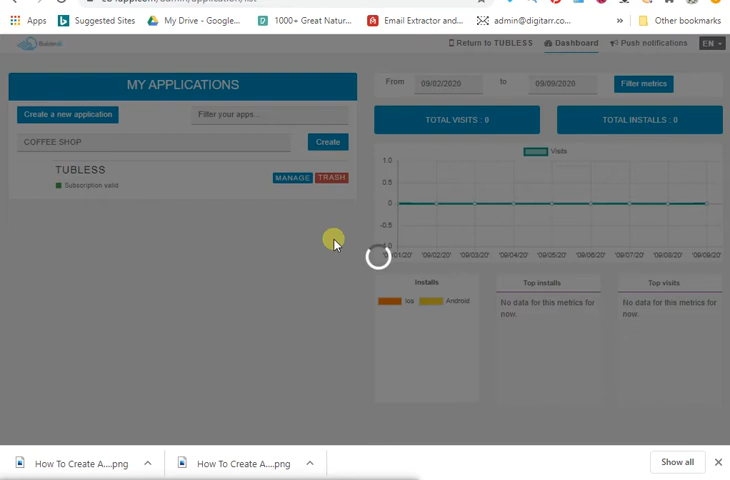 Apps
Suggested Sites
My Drive - Google...
1000+ Great Natur...
Email Extractor and...
admin@digitarr.co...
»
Other bookmarks
Builderall
Return to TUBLESS
Dashboard
Push notifications
EN
MY APPLICATIONS
Create a new application
Filter your apps...
COFFEE SHOP
Create
TUBLESS
Subscription valid
MANAGE
TRASH
From
09/02/2020
to
09/09/2020
Filter metrics
TOTAL VISITS : 0
TOTAL INSTALLS : 0
Visits
1.0
0.5
0
-0.5
-1.0
'09/01/20'
'09/02/20'
'09/03/20'
'09/04/20'
'09/05/20'
'09/06/20'
'09/07/20'
'09/08/20'
'09/09/20'
Installs
Ios
Android
Top installs
No data for this metrics for
now.
Top visits
No data for this metrics for
now.
How To Create A....png
How To Create A....png
Show all